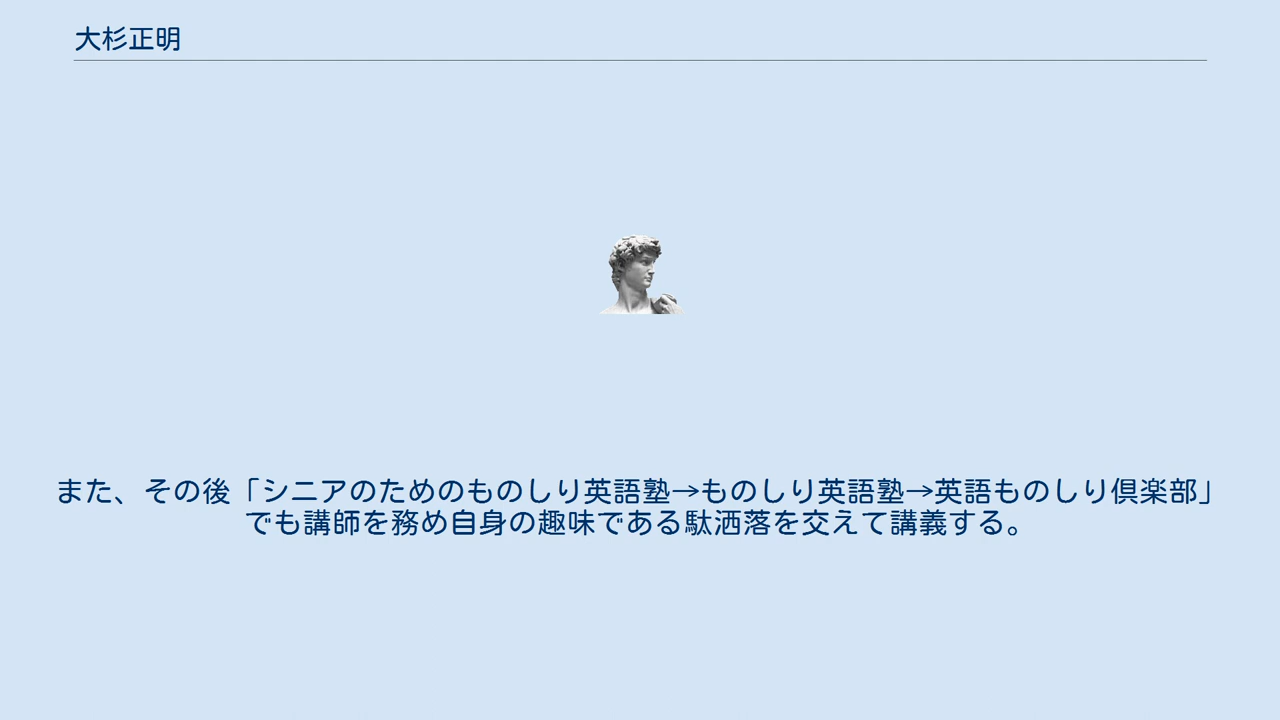 大杉正明
また、その後「シニアのためのものしり英語塾→ものしり英語塾→英語ものしり倶楽部」
でも講師を務め自身の趣味である駄洒落を交えて講義する。